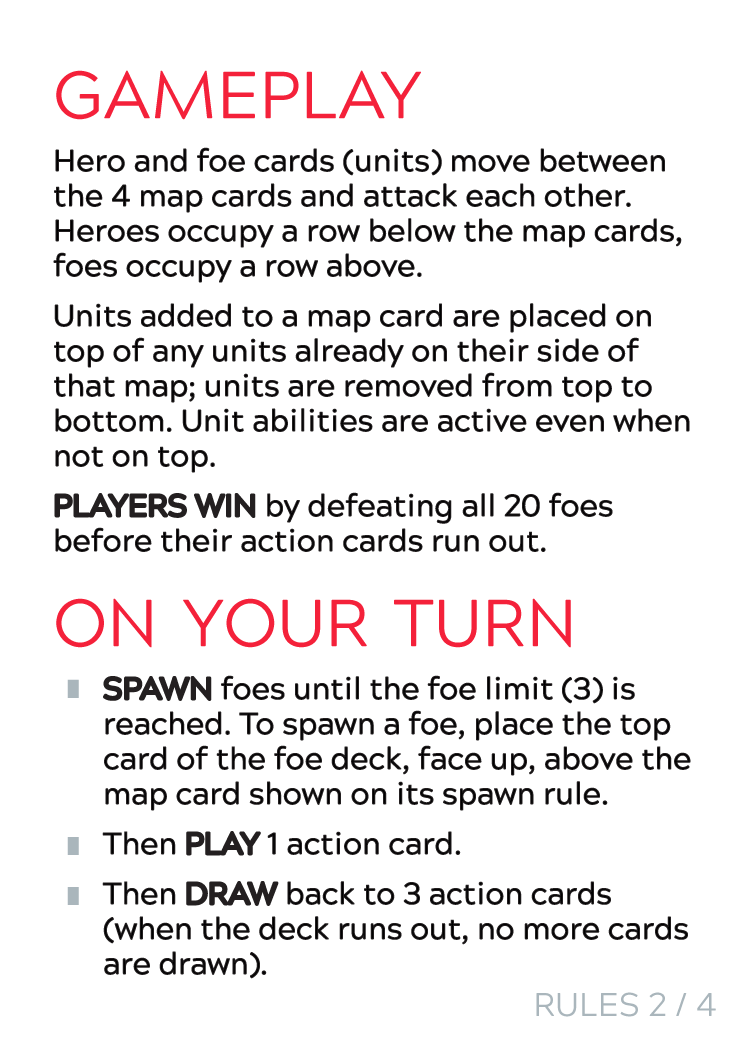 GAMEPLAY
Hero and foe cards (units) move between
the 4 map cards and attack each other.
Heroes occupy a row below the map cards,
foes occupy a row above.
Units added to a map card are placed on
top of any units already on their side of
that map; units are removed from top to
bottom. Unit abilities are active even when
not on top.
PLAYERS WIN by defeating all 20 foes
before their action cards run out.
ON YOUR TURN
SPAWN foes until the foe limit (3) is
reached. To spawn a foe, place the top
card of the foe deck, face up, above the
map card shown on its spawn rule.
Then PLAY 1 action card.
Then DRAW back to 3 action cards
(when the deck runs out, no more cards
are drawn).
RULES 2 / 4